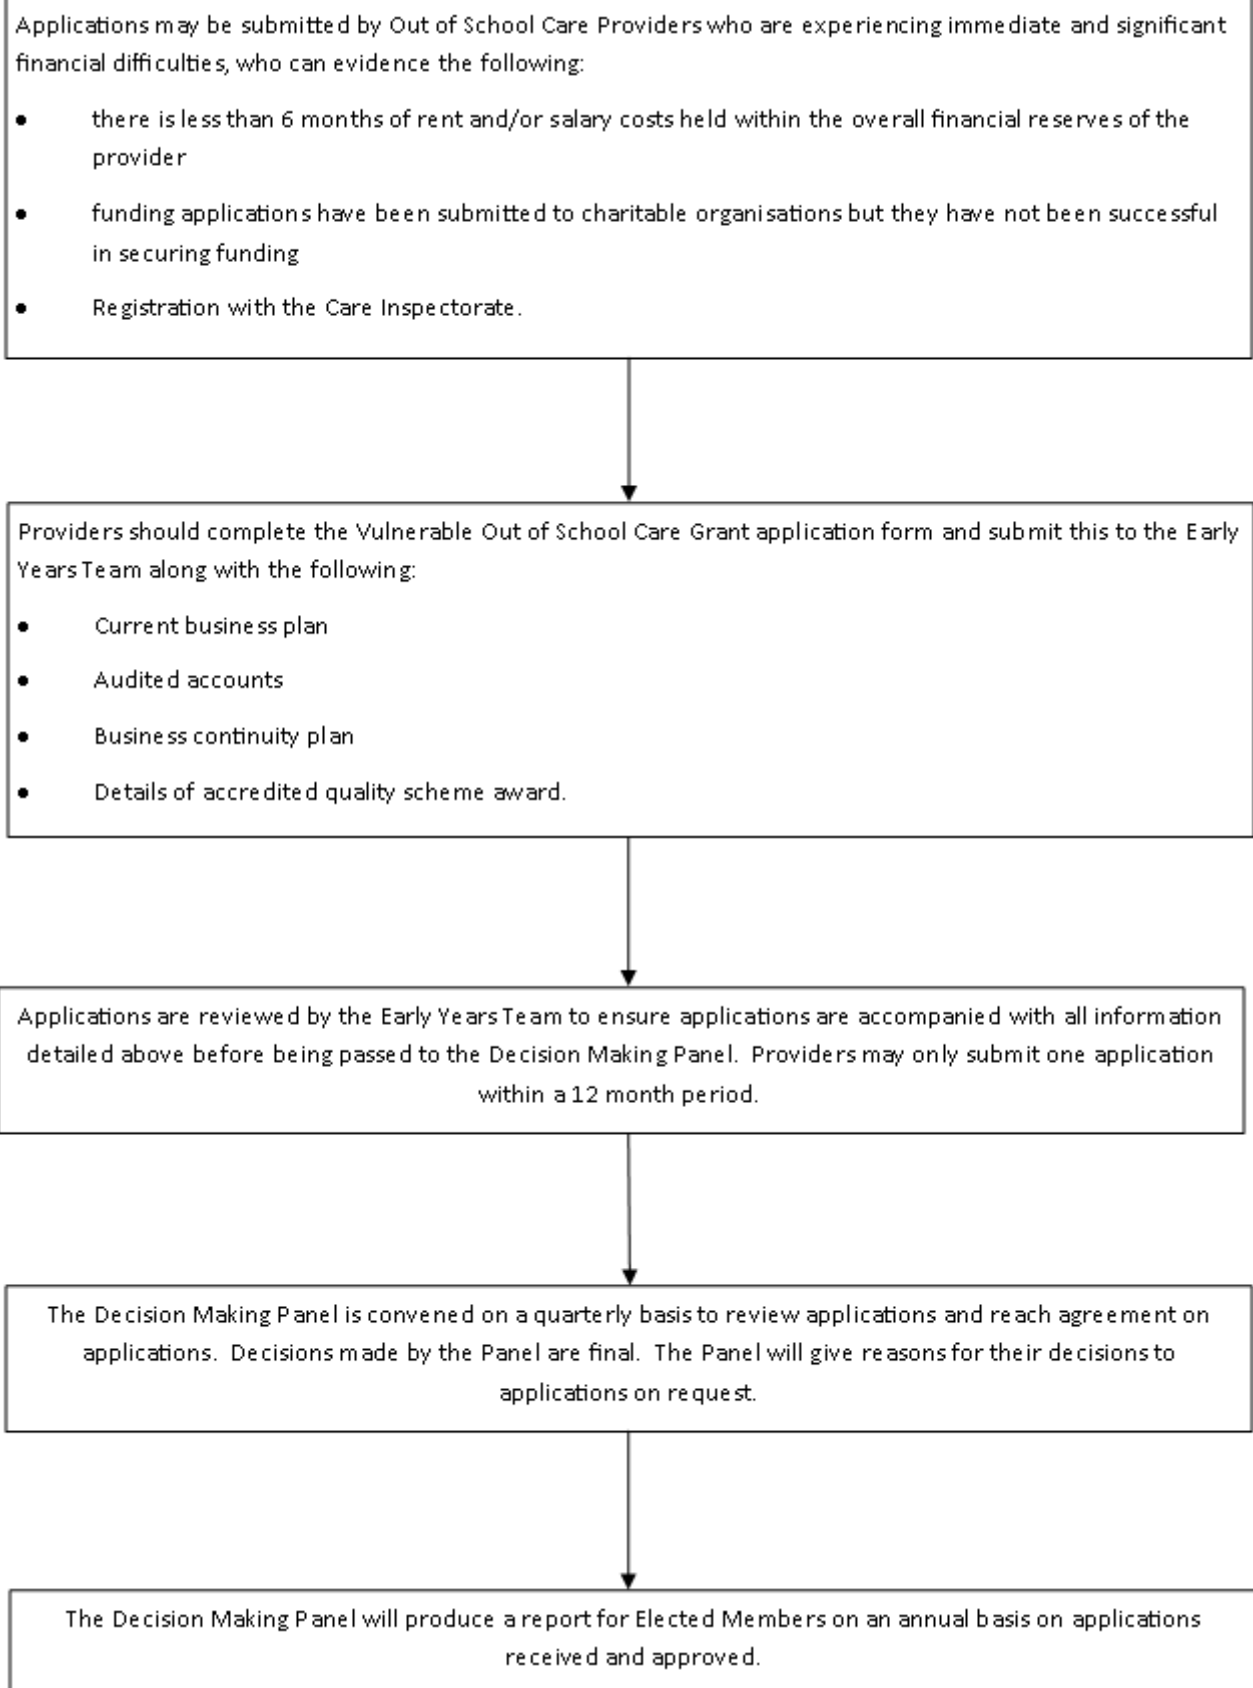 Applications may be submitted by Out of School Care Providers who are experiencing immediate and significant
financial difficulties, who can evidence the following:
● there is less than 6 months of rent and/or salary costs held within the overall financial reserves of the
provider
● funding applications have been submitted to charitable organisations but they have not been successful
in securing funding
● Registration with the Care Inspectorate.
Providers should complete the Vulnerable Out of School Care Grant application form and submit this to the Early
Years Team along with the following:
● Current business plan
● Audited accounts
● Business continuity plan
● Details of accredited quality scheme award.
Applications are reviewed by the Early Years Team to ensure applications are accompanied with all information
detailed above before being passed to the Decision Making Panel. Providers may only submit one application
within a 12 month period.
The Decision Making Panel is convened on a quarterly basis to review applications and reach agreement on
applications. Decisions made by the Panel are final. The Panel will give reasons for their decisions to
applications on request.
The Decision Making Panel will produce a report for Elected Members on an annual basis on applications
received and approved.